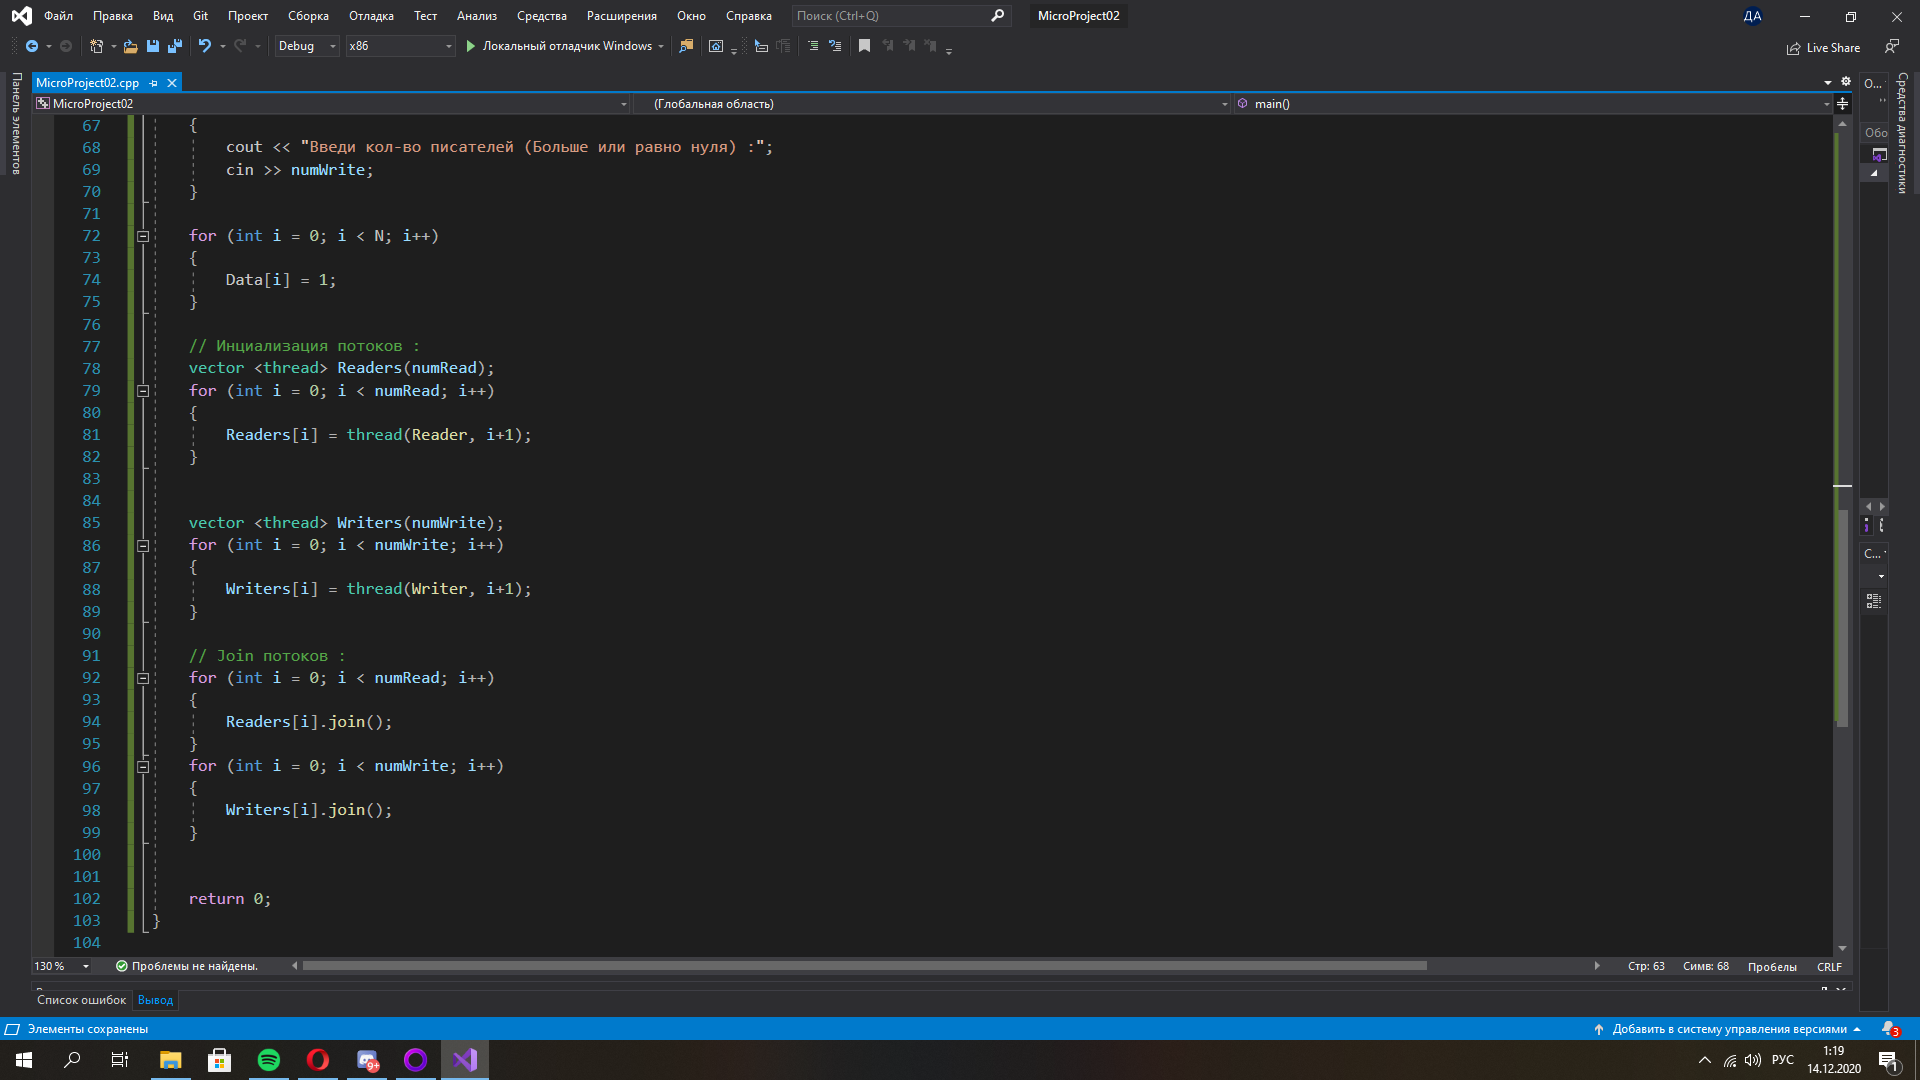 Файл Правка Вид Git Проект Сборка Отладка Тест Анализ Средства Расширения Окно Справка Поиск (Ctrl+Q) MicroProject02 ДА
Debug x86 Локальный отладчик Windows Live Share
Панель элементов
MicroProject02.cpp
MicroProject02 (Глобальная область) main()
67 {
68 cout << "Введи кол-во писателей (Больше или равно нуля) :";
69 cin >> numWrite;
70 }
71
72 for (int i = 0; i < N; i++)
73 {
74 Data[i] = 1;
75 }
76
77 // Инциализация потоков :
78 vector <thread> Readers(numRead);
79 for (int i = 0; i < numRead; i++)
80 {
81 Readers[i] = thread(Reader, i+1);
82 }
83
84
85 vector <thread> Writers(numWrite);
86 for (int i = 0; i < numWrite; i++)
87 {
88 Writers[i] = thread(Writer, i+1);
89 }
90
91 // Join потоков :
92 for (int i = 0; i < numRead; i++)
93 {
94 Readers[i].join();
95 }
96 for (int i = 0; i < numWrite; i++)
97 {
98 Writers[i].join();
99 }
100
101
102 return 0;
103 }
104
О...
Обо
С...
Средства диагностики
130 % Проблемы не найдены. Стр: 63 Симв: 68 Пробелы CRLF
Список ошибок Вывод
Элементы сохранены Добавить в систему управления версиями 3
9+ РУС 1:19
14.12.2020 1